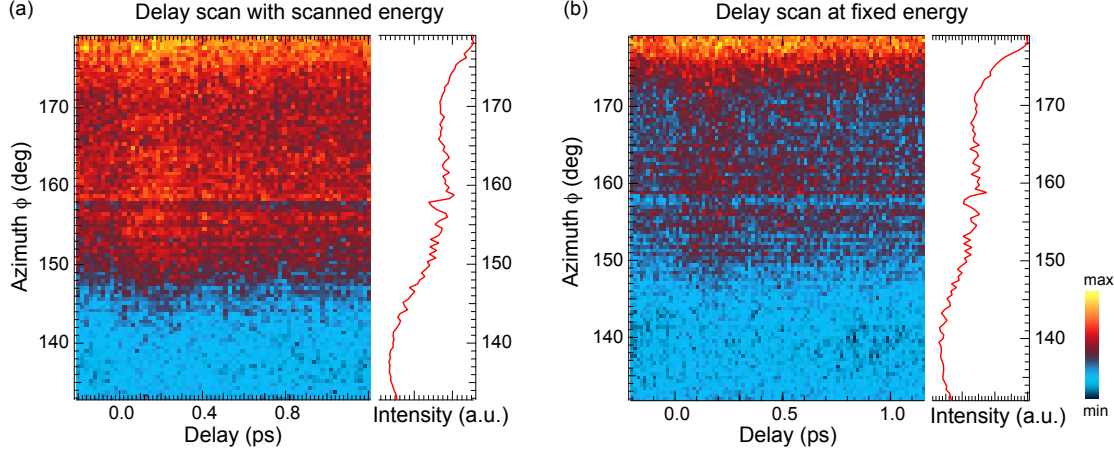 (a)
Delay scan with scanned energy
170
160
150
140
Azimuth ϕ (deg)
0.0
0.4
0.8
Delay (ps)
170
160
150
140
Intensity (a.u.)
(b)
Delay scan at fixed energy
170
160
150
140
Azimuth ϕ (deg)
0.0
0.5
1.0
Delay (ps)
170
160
150
140
Intensity (a.u.)
max
min